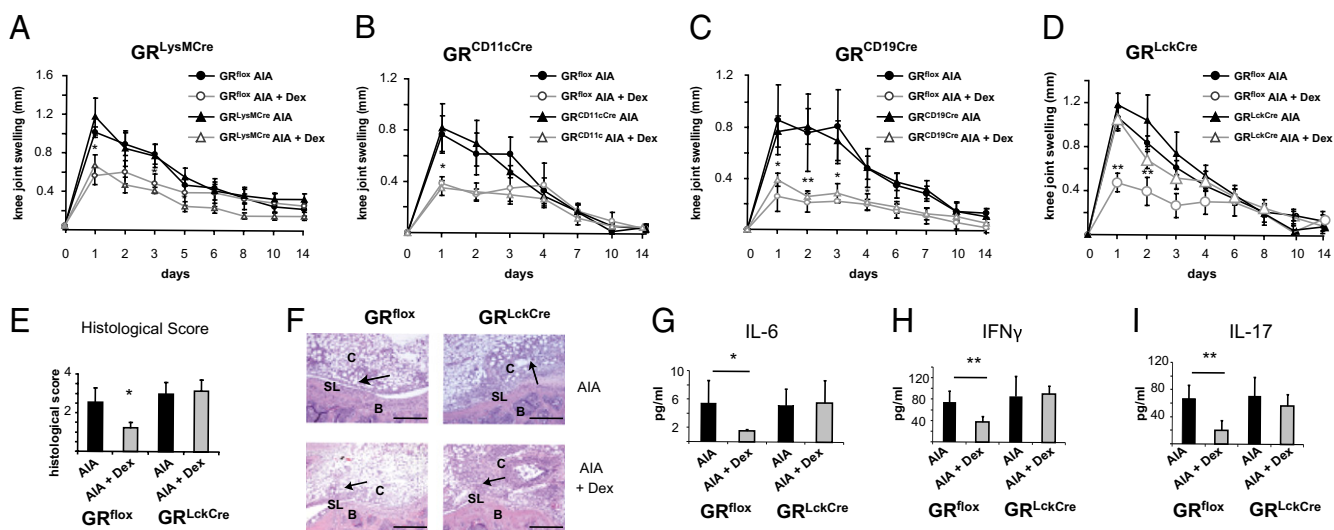 A
GR^LysMCre
knee joint swelling (mm)
1.6
1.2
0.8
0.4
GR^flox AIA
GR^flox AIA + Dex
GR^LysMCre AIA
GR^LysMCre AIA + Dex
*
0 1 2 3 5 6 8 10 14
days
B
GR^CD11cCre
knee joint swelling (mm)
1.2
0.8
0.4
GR^flox AIA
GR^flox AIA + Dex
GR^CD11cCre AIA
GR^CD11c AIA + Dex
*
0 1 2 3 4 7 10 14
days
C
GR^CD19Cre
knee joint swelling (mm)
1.2
0.8
0.4
GR^flox AIA
GR^flox AIA + Dex
GR^CD19Cre AIA
GR^CD19Cre AIA + Dex
* ** *
0 1 2 3 4 6 7 10 14
days
D
GR^LckCre
knee joint swelling (mm)
1.2
0.8
0.4
GR^flox AIA
GR^flox AIA + Dex
GR^LckCre AIA
GR^LckCre AIA + Dex
** **
0 1 2 3 4 6 8 10 14
days
E
Histological Score
histological score
4
2
0
*
AIA AIA + Dex AIA AIA + Dex
GR^flox GR^LckCre
F
GR^flox GR^LckCre
C SL B
C SL B
AIA
C SL B
C SL B
AIA
+ Dex
G
IL-6
pg/ml
10
6
2
*
AIA AIA + Dex AIA AIA + Dex
GR^flox GR^LckCre
H
IFNγ
pg/ml
160
120
80
40
**
AIA AIA + Dex AIA AIA + Dex
GR^flox GR^LckCre
I
IL-17
pg/ml
120
80
40
**
AIA AIA + Dex AIA AIA + Dex
GR^flox GR^LckCre